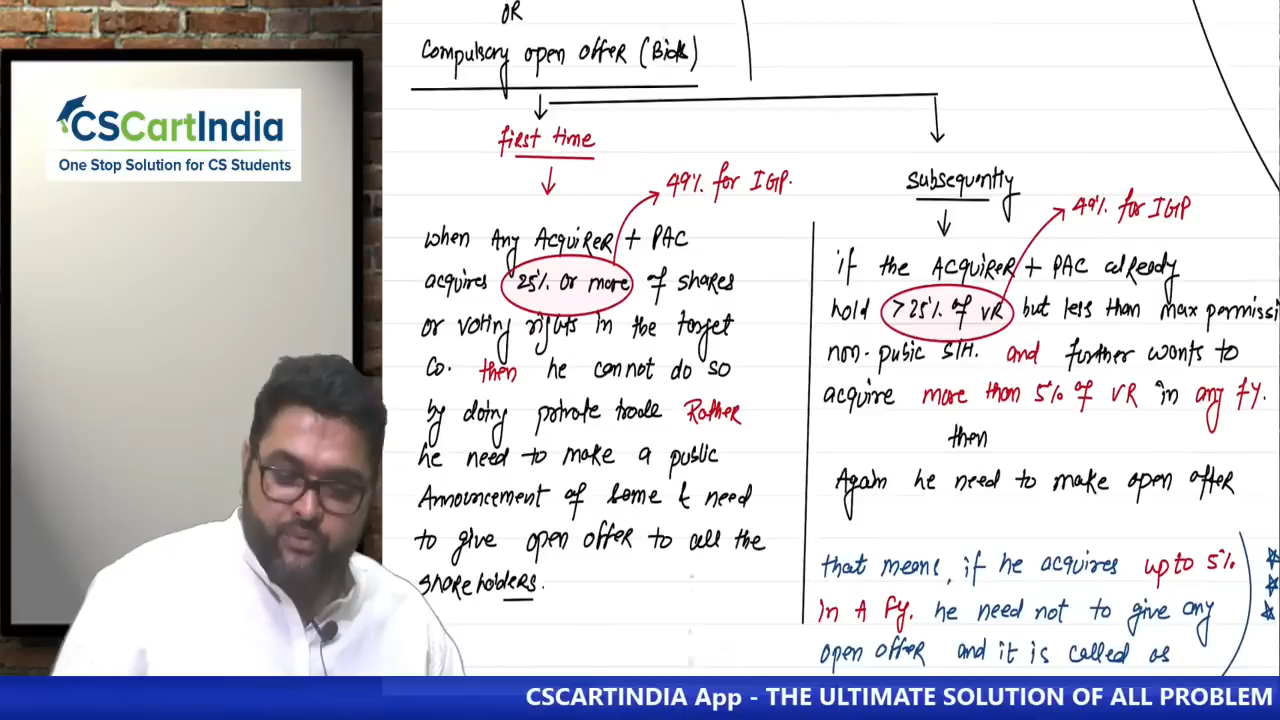 CSCartIndia
One Stop Solution for CS Students
OR
Compulsory open offer (Bids)
first time
49% for IGP.
when Any AcquiRER + PAC
acquires 25% or more of shares
or voting rights in the target
Co. then he cannot do so
by doing private trade Rather
he need to make a public
Announcement of same & need
to give open offer to all the
shareholders.
subsequently
49% for IGP
if the AcquiRER + PAC already
hold >25% of VR but less than max permissi
non-pubic S/H. and further wants to
acquire more than 5% of VR in any FY.
then
Again he need to make open offer
that means, if he acquires upto 5%
In A FY. he need not to give any
open offer and it is called as
CSCARTINDIA App - THE ULTIMATE SOLUTION OF ALL PROBLEM